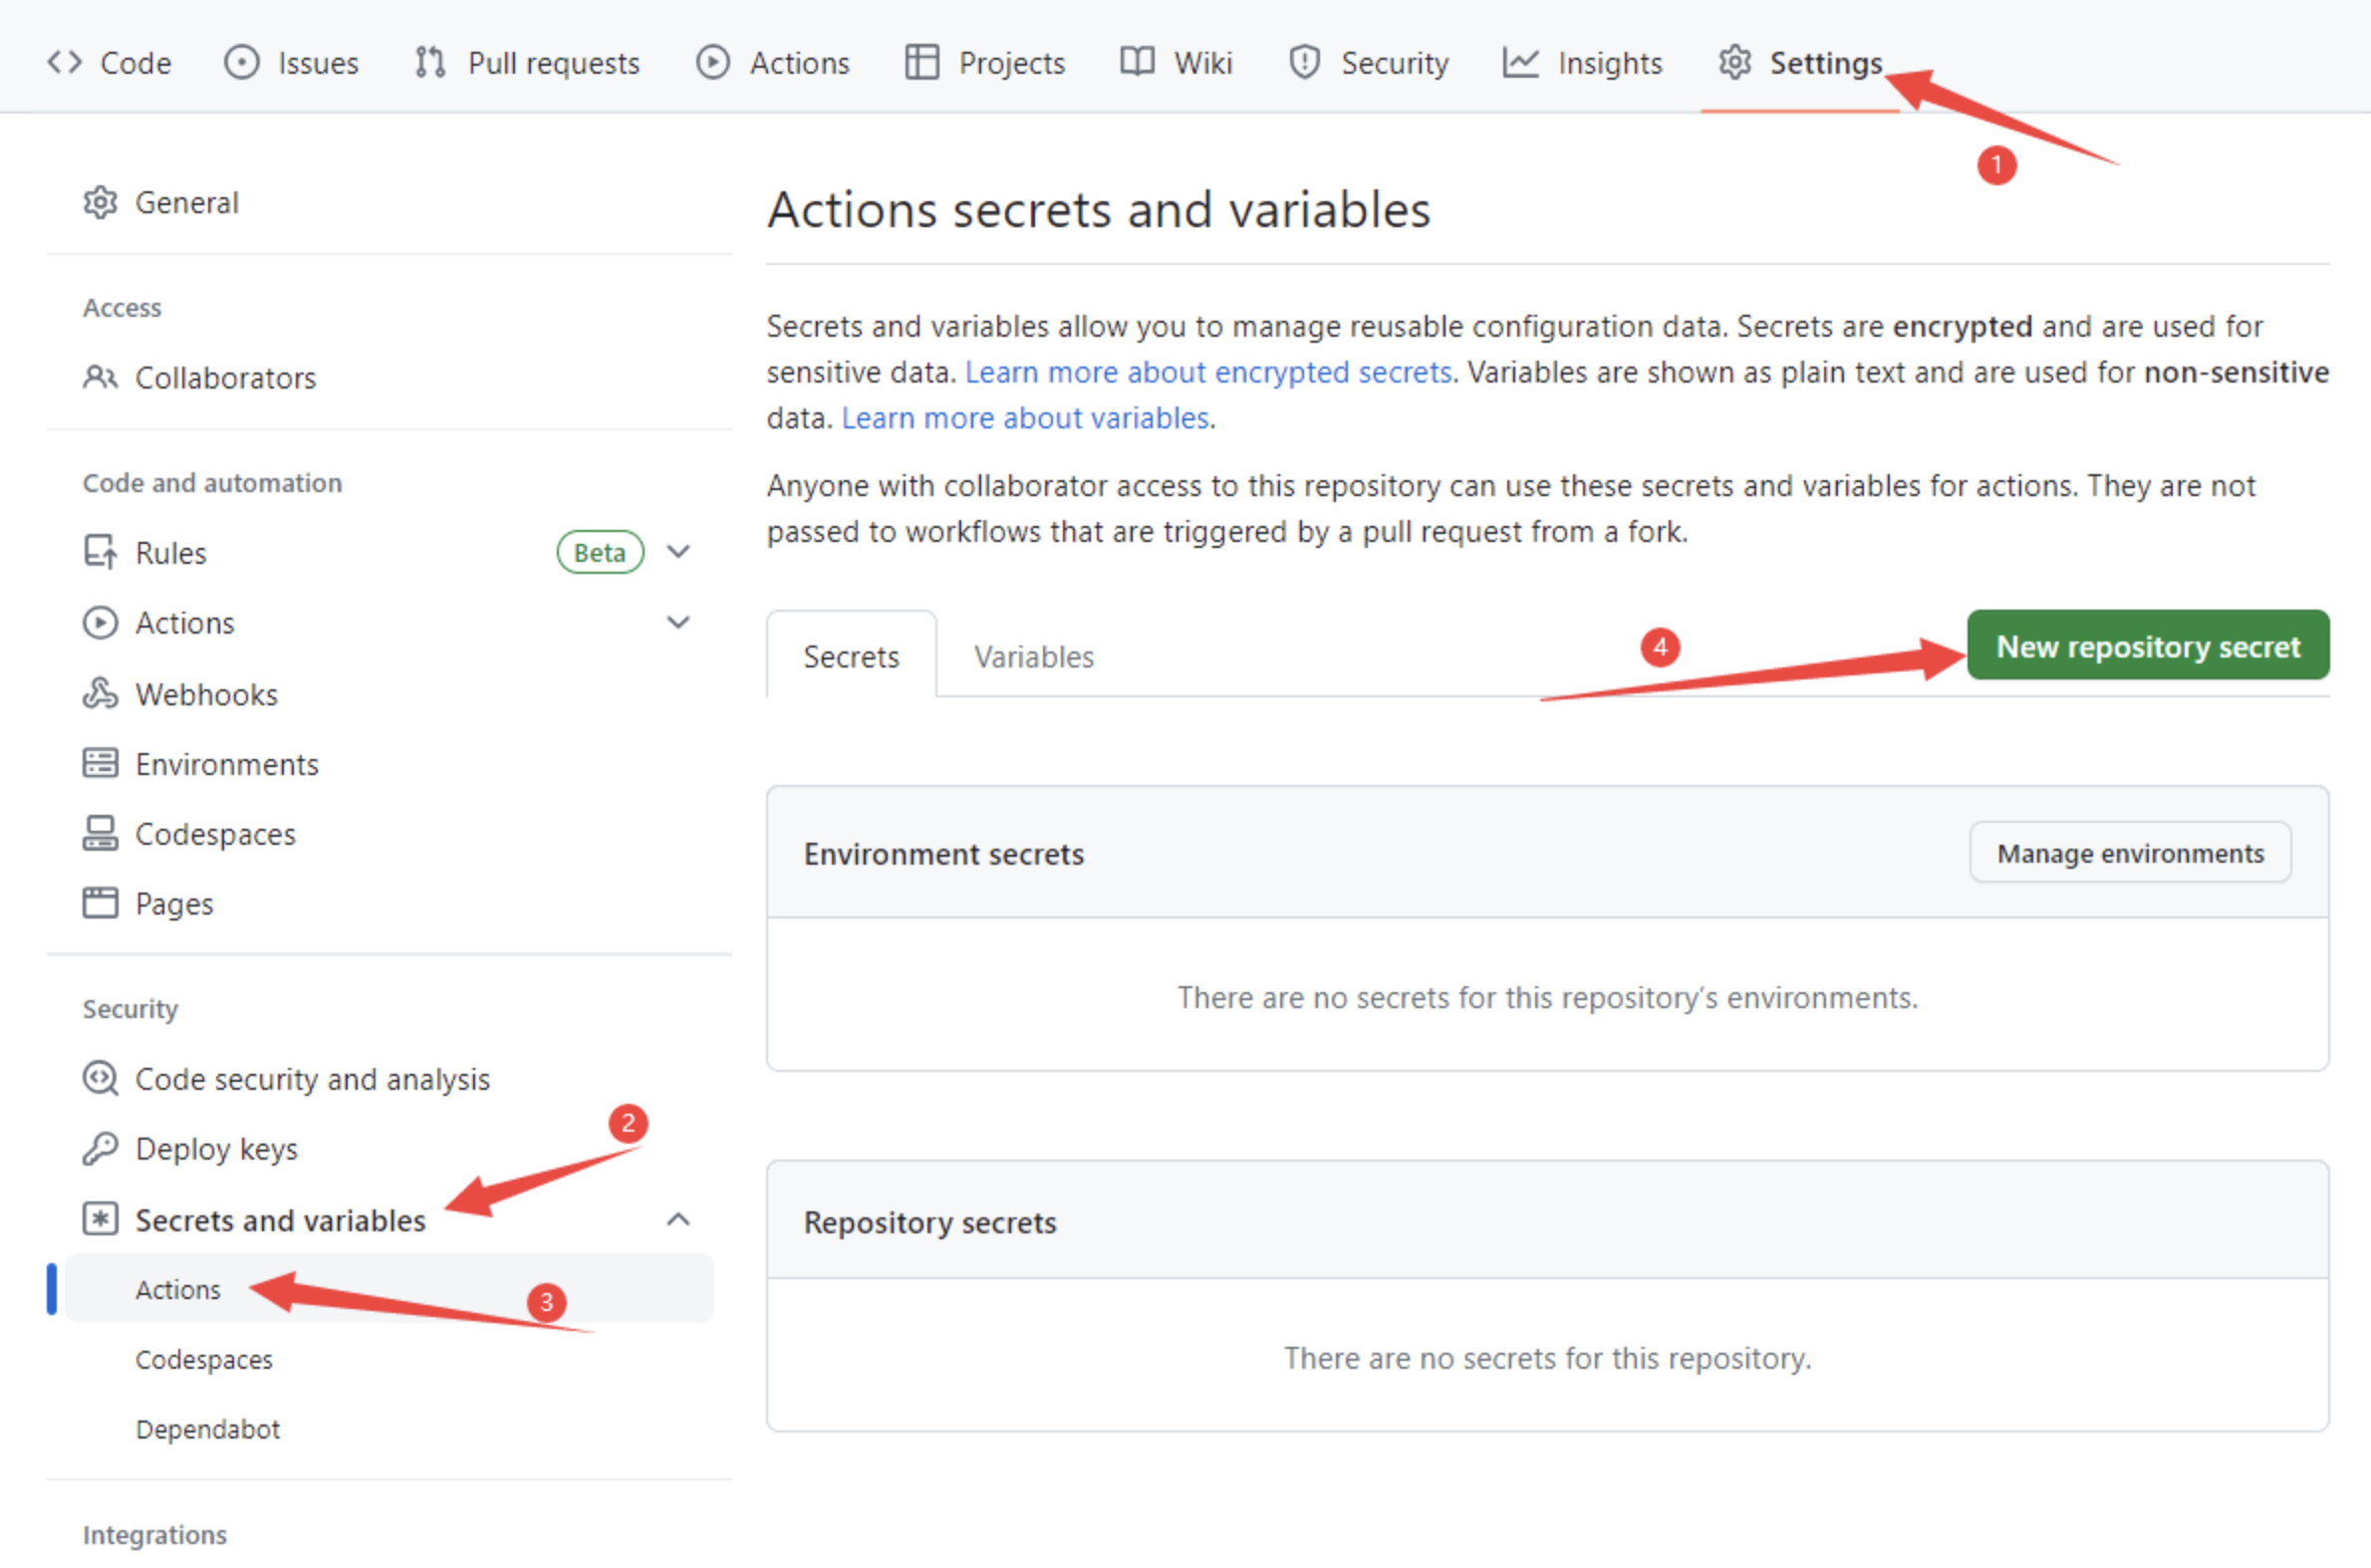 Code Issues Pull requests Actions Projects Wiki Security Insights Settings
1
General
Access
Collaborators
Code and automation
Rules Beta
Actions
Webhooks
Environments
Codespaces
Pages
Security
Code security and analysis
2
Deploy keys
Secrets and variables
Actions
3
Codespaces
Dependabot
Integrations
Actions secrets and variables
Secrets and variables allow you to manage reusable configuration data. Secrets are encrypted and are used for
sensitive data. Learn more about encrypted secrets. Variables are shown as plain text and are used for non-sensitive
data. Learn more about variables.
Anyone with collaborator access to this repository can use these secrets and variables for actions. They are not
passed to workflows that are triggered by a pull request from a fork.
Secrets Variables
4
New repository secret
Environment secrets
Manage environments
There are no secrets for this repository’s environments.
Repository secrets
There are no secrets for this repository.